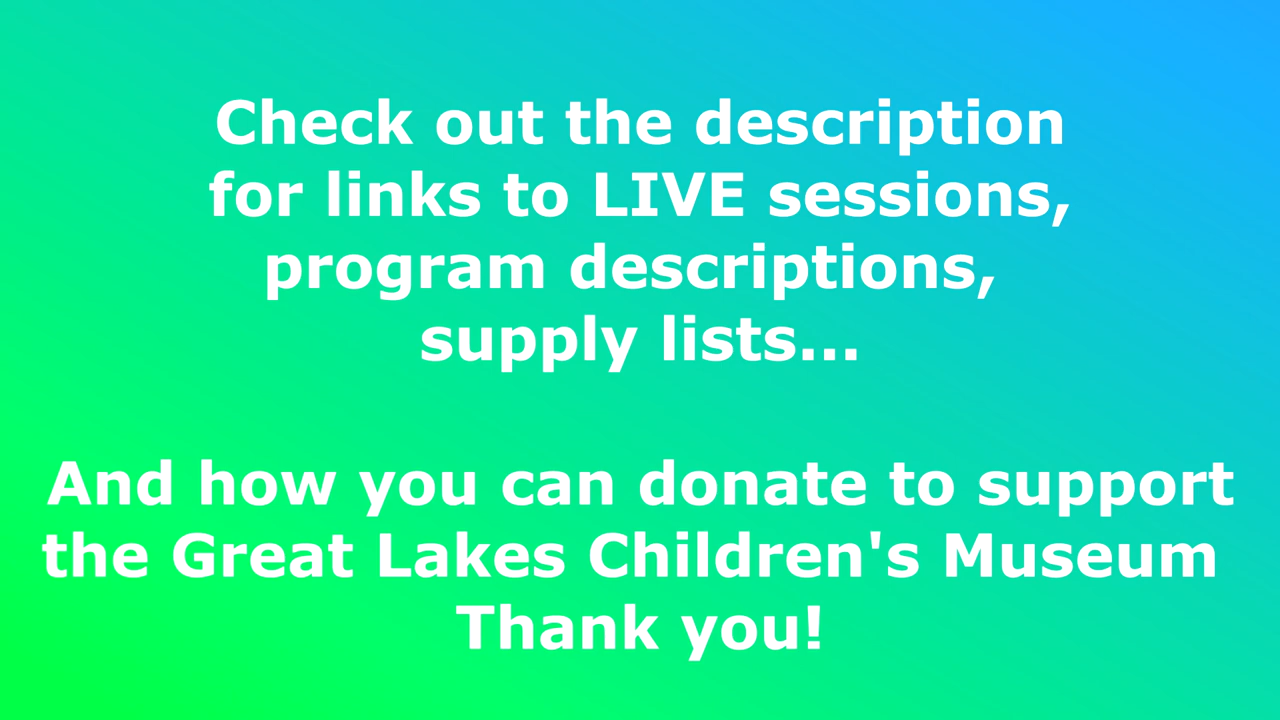 Check out the description
for links to LIVE sessions,
program descriptions,
supply lists...
And how you can donate to support
the Great Lakes Children's Museum
Thank you!